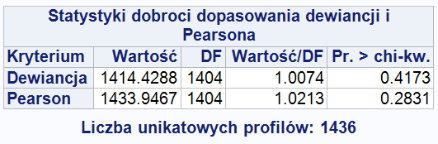 Statystyki dobroci dopasowania dewiancji i
Pearsona
Kryterium Wartość DF Wartość/DF Pr. > chi-kw.
Dewiancja 1414.4288 1404 1.0074 0.4173
Pearson 1433.9467 1404 1.0213 0.2831
Liczba unikatowych profilów: 1436